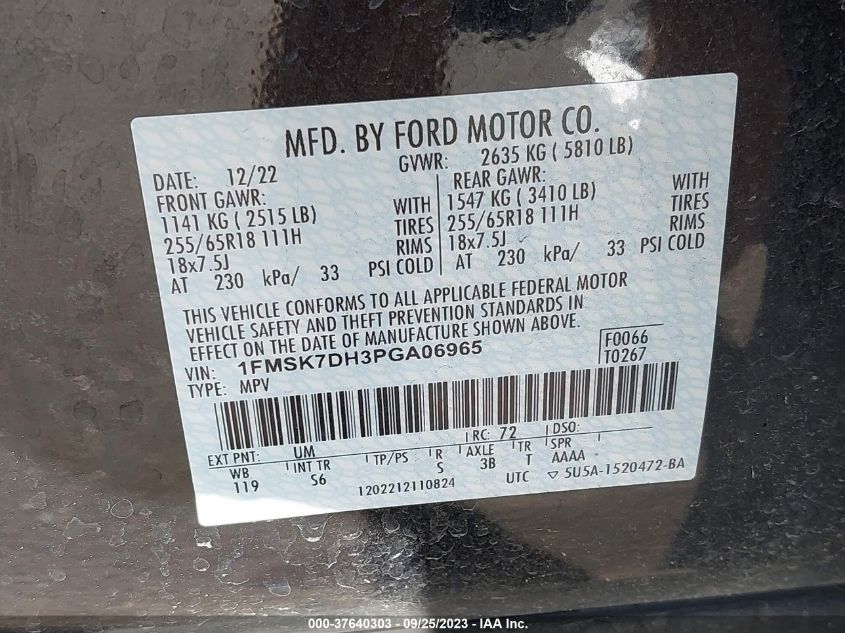 MFD. BY FORD MOTOR CO.
DATE: 12/22 GVWR: 2635 KG ( 5810 LB)
FRONT GAWR: REAR GAWR:
1141 KG ( 2515 LB) WITH 1547 KG ( 3410 LB) WITH
255/65R18 111H TIRES 255/65R18 111H TIRES
18x7.5J RIMS 18x7.5J RIMS
AT 230 kPa/ 33 PSI COLD AT 230 kPa/ 33 PSI COLD
THIS VEHICLE CONFORMS TO ALL APPLICABLE FEDERAL MOTOR
VEHICLE SAFETY AND THEFT PREVENTION STANDARDS IN
EFFECT ON THE DATE OF MANUFACTURE SHOWN ABOVE.
VIN: 1FMSK7DH3PGA06965 F0066
TYPE: MPV T0267
EXT PNT: UM RC: 72 DSO:
WB INT TR TP/PS R AXLE TR SPR
119 S6 S 3B T AAAA
1202212110824 UTC ▽ 5U5A-1520472-BA
000-37640303 - 09/25/2023 - IAA Inc.